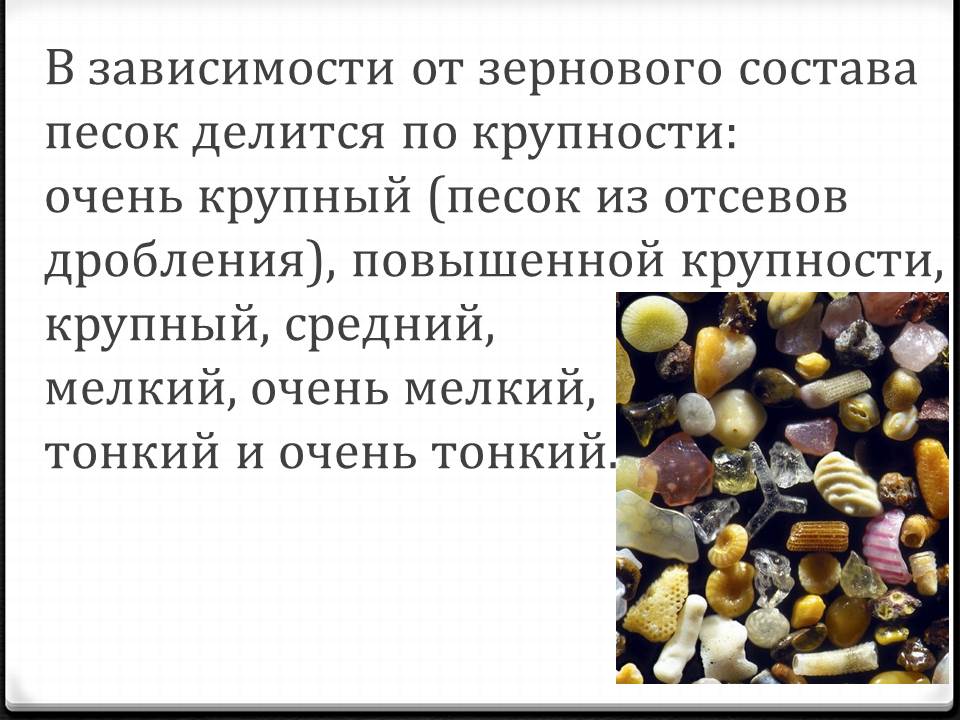 В зависимости от зернового состава
песок делится по крупности:
очень крупный (песок из отсевов
дробления), повышенной крупности,
крупный, средний,
мелкий, очень мелкий,
тонкий и очень тонкий.